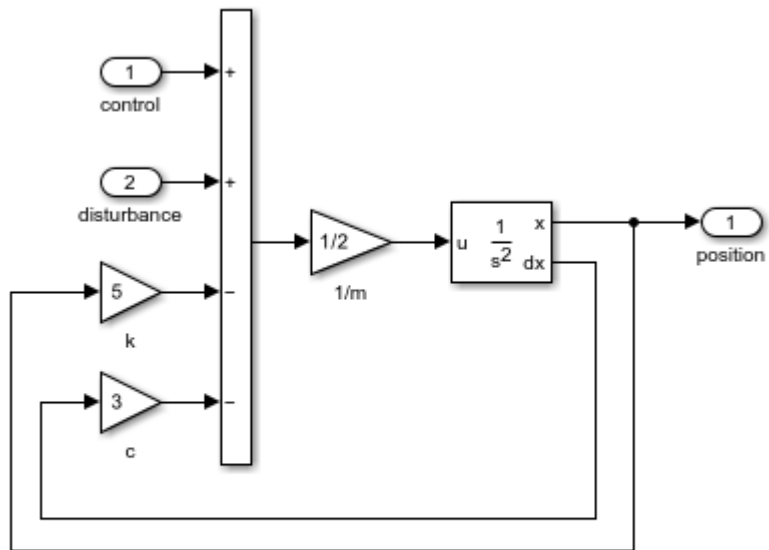 1
+
control
2
+
disturbance
1/2
1/m
u
1
s2
x
dx
1
position
5
−
k
3
−
c